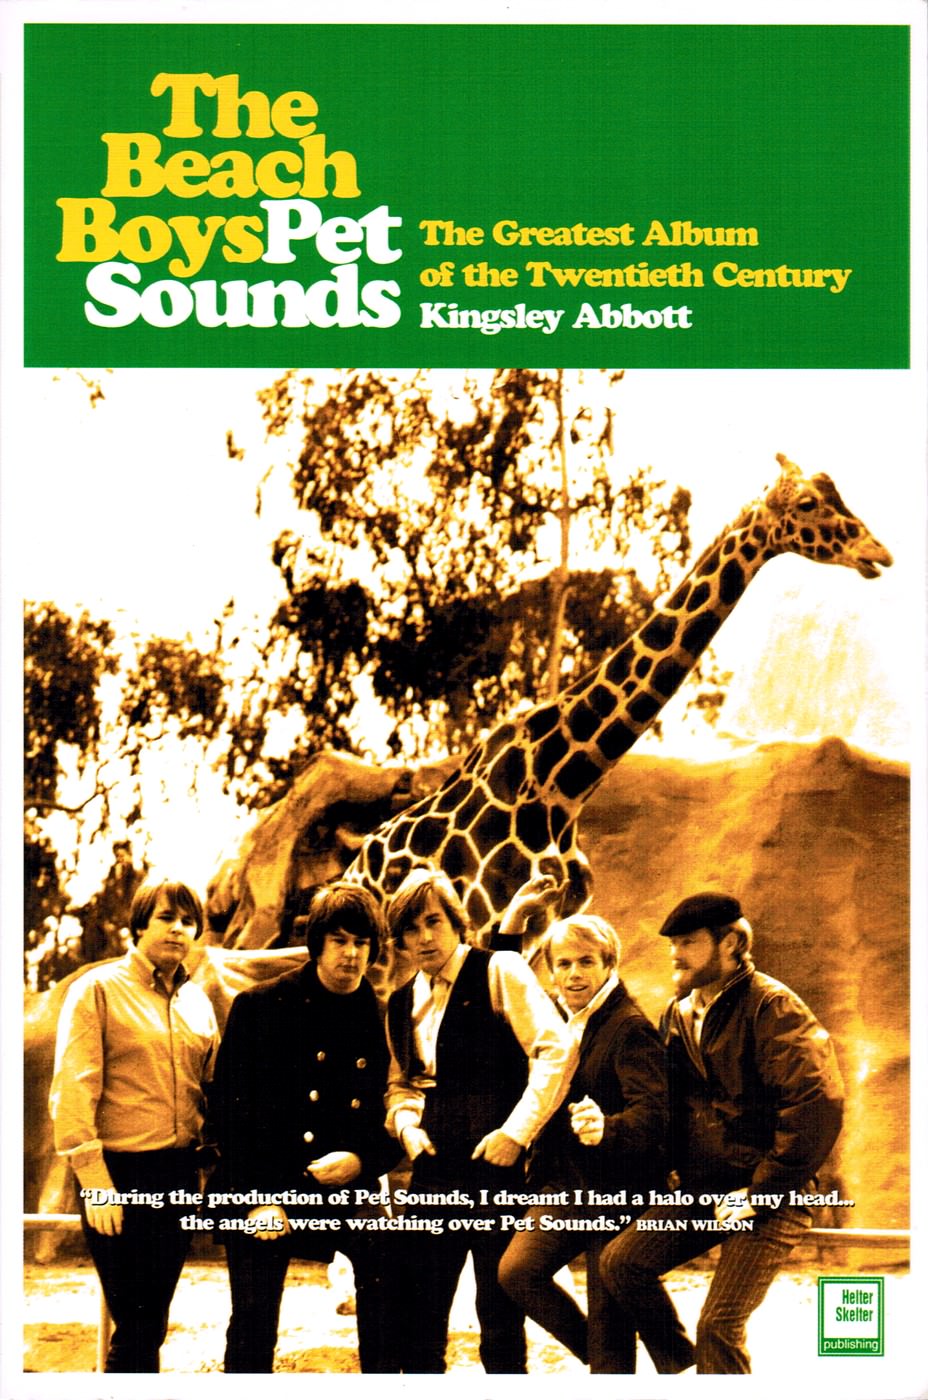 The
Beach
BoysPet
Sounds
The Greatest Album
of the Twentieth Century
Kingsley Abbott
“During the production of Pet Sounds, I dreamt I had a halo over my head...
the angels were watching over Pet Sounds.” BRIAN WILSON
Helter
Skelter
publishing